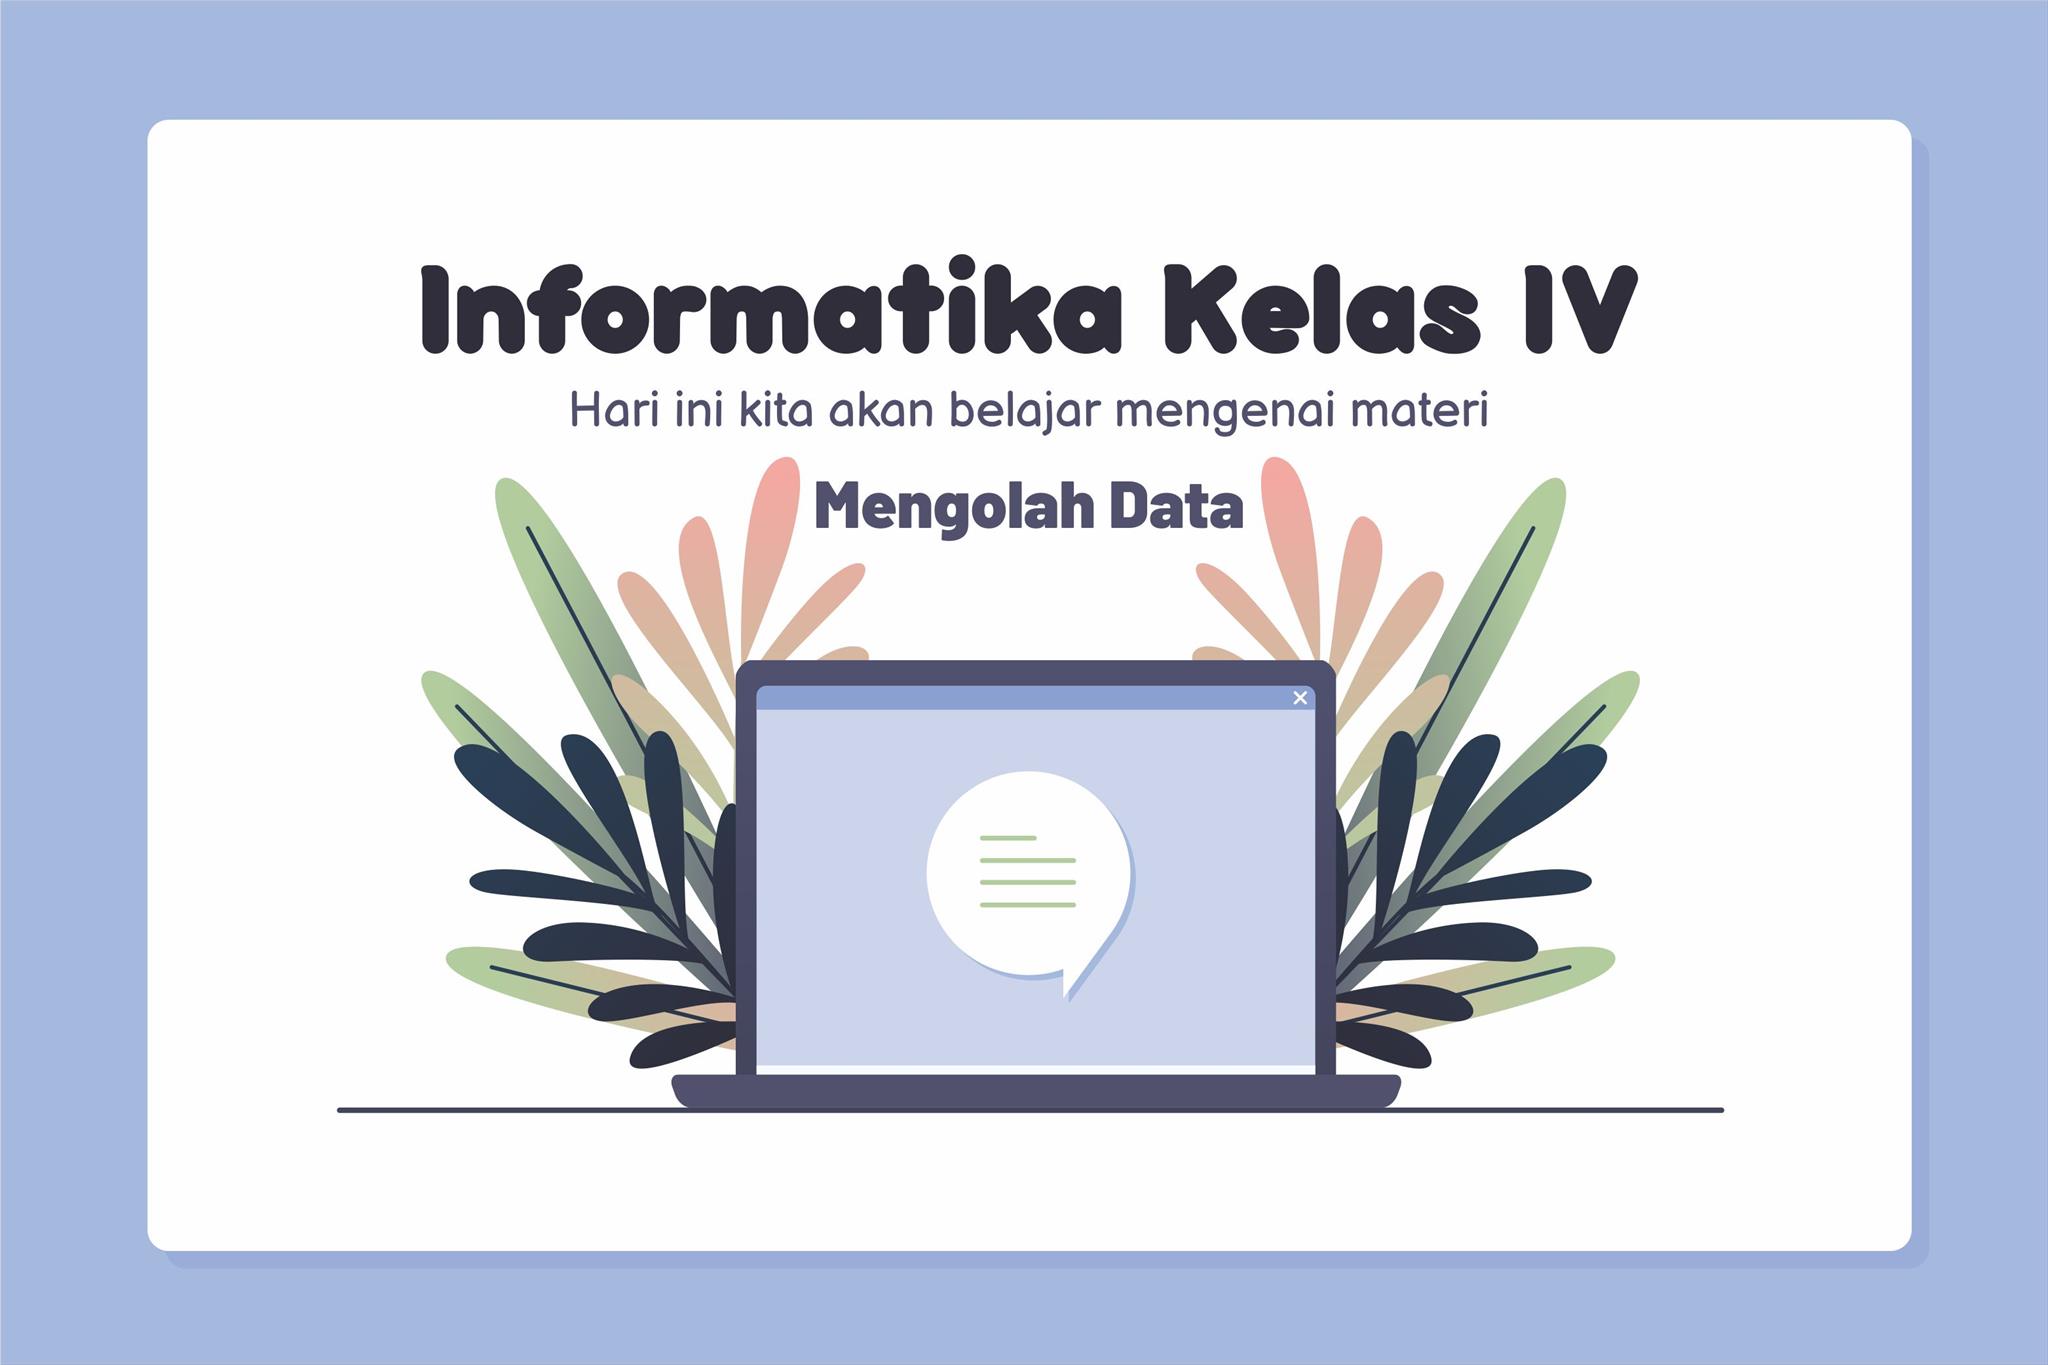 Informatika Kelas IV
Hari ini kita akan belajar mengenai materi
Mengolah Data